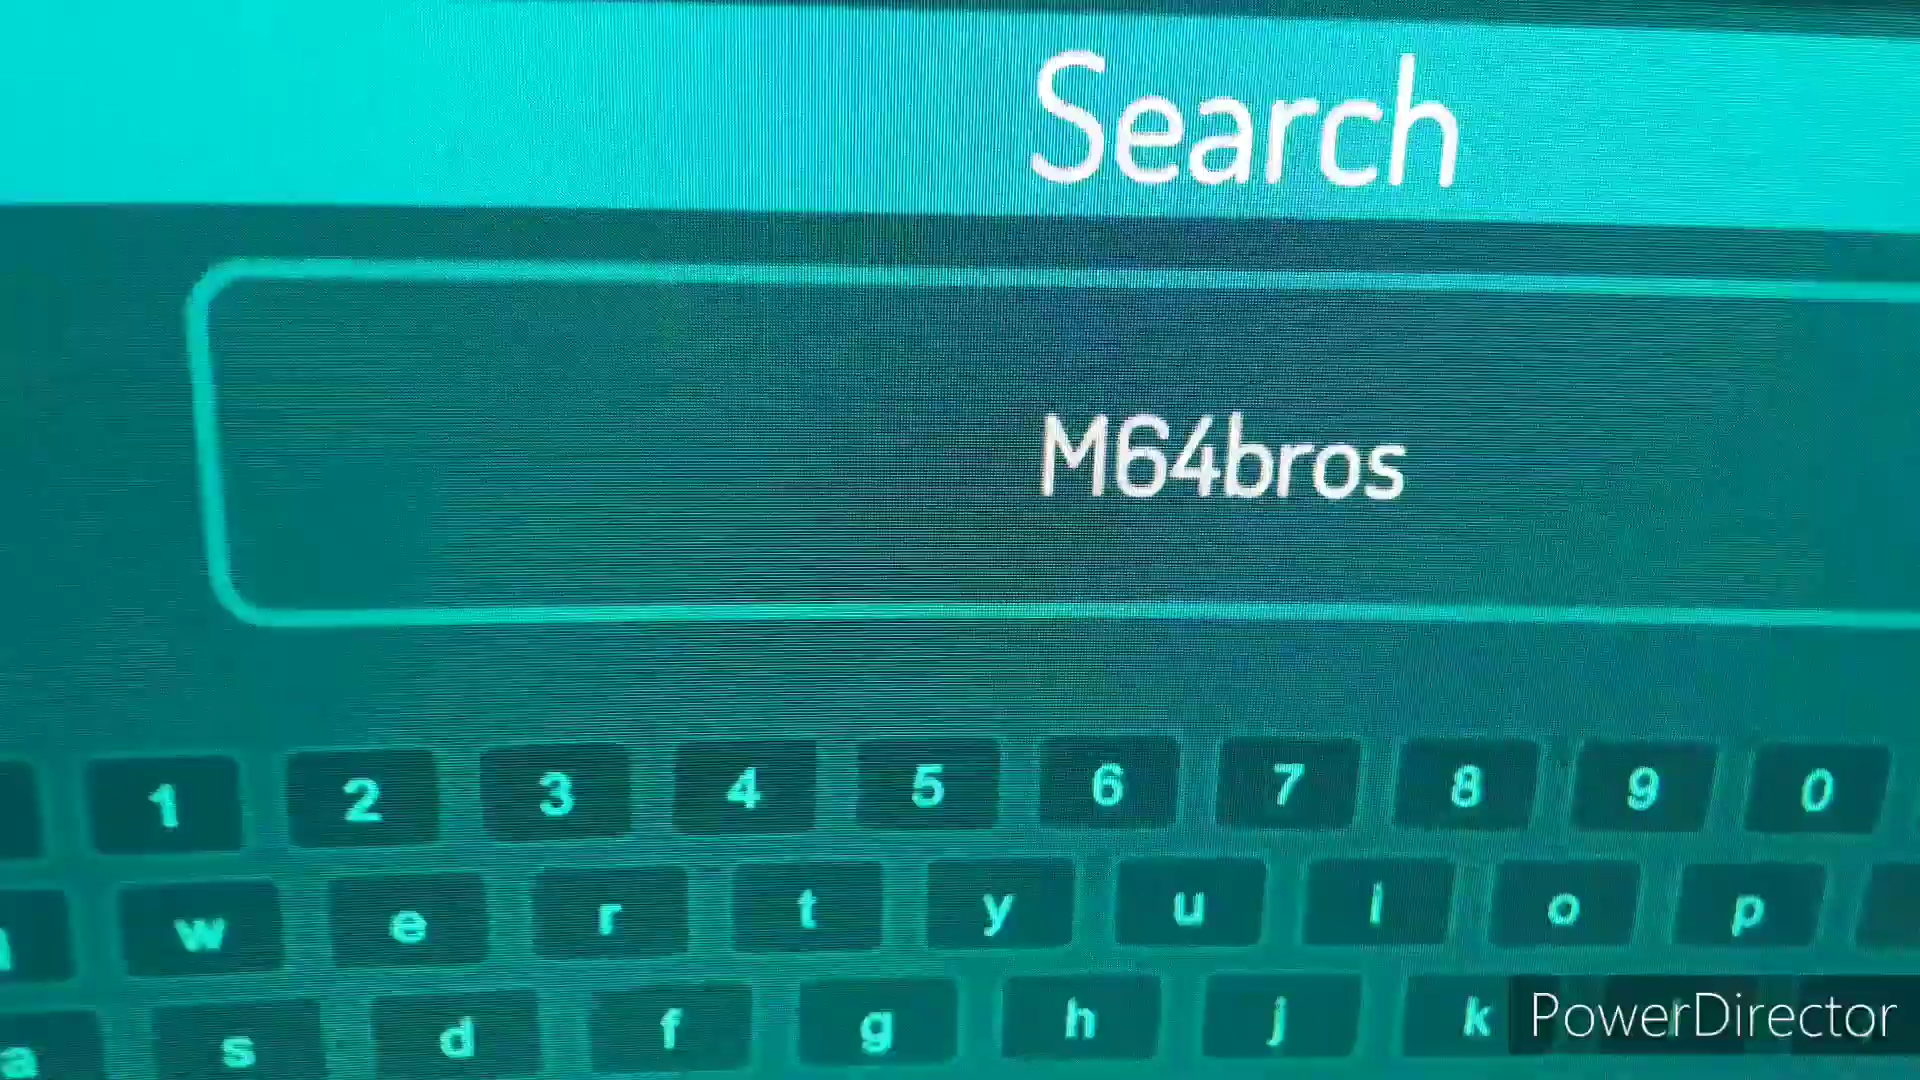 Search
M64bros
1 2 3 4 5 6 7 8 9 0
w e r t y u i o p
a s d f g h j k
PowerDirector